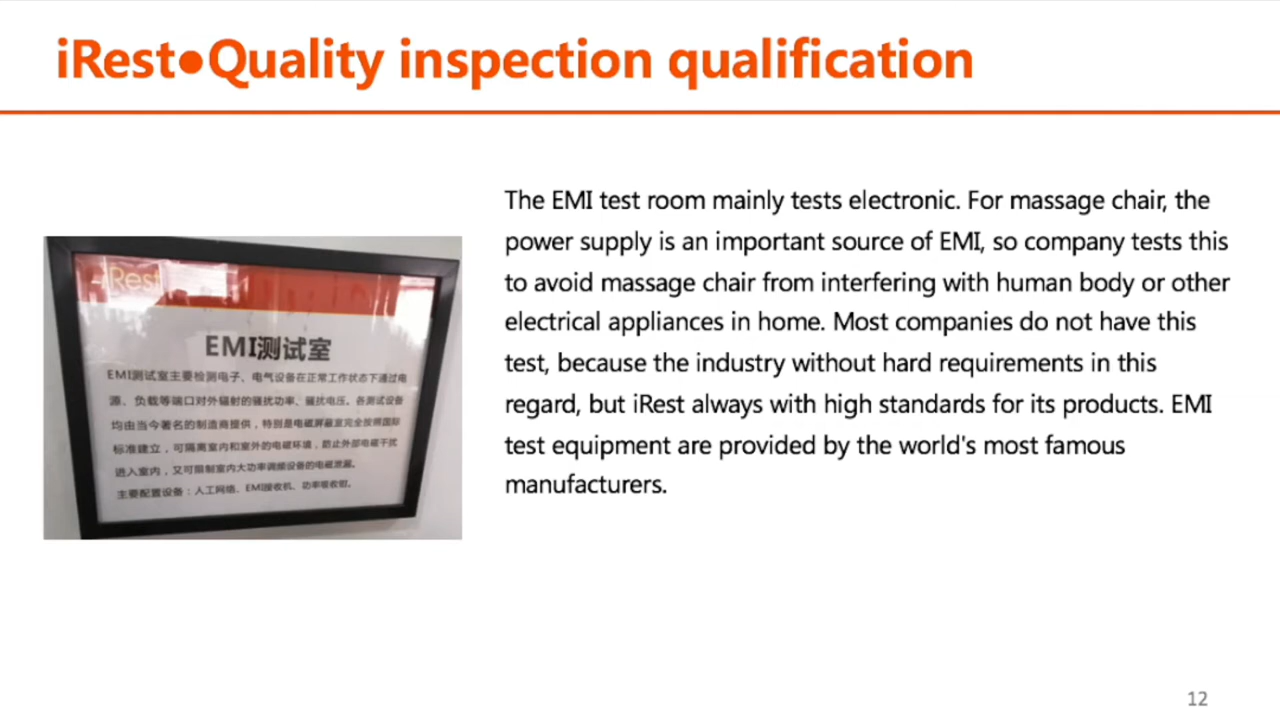 iRest●Quality inspection qualification
iRest
EMI测试室
EMI测试室主要检测电子、电气设备在正常工作状态下通过电
源、负载等端口对外辐射的骚扰功率、骚扰电压。各测试设备
均由当今著名的制造商提供，特别是电磁屏蔽室完全按照国际
标准建立，可隔离室内和室外的电磁环境，防止外部电磁干扰
进入室内，又可限制室内大功率调频设备的电磁泄漏。
主要配置设备：人工网络、EMI接收机、功率吸收钳。
The EMI test room mainly tests electronic. For massage chair, the
power supply is an important source of EMI, so company tests this
to avoid massage chair from interfering with human body or other
electrical appliances in home. Most companies do not have this
test, because the industry without hard requirements in this
regard, but iRest always with high standards for its products. EMI
test equipment are provided by the world's most famous
manufacturers.
12